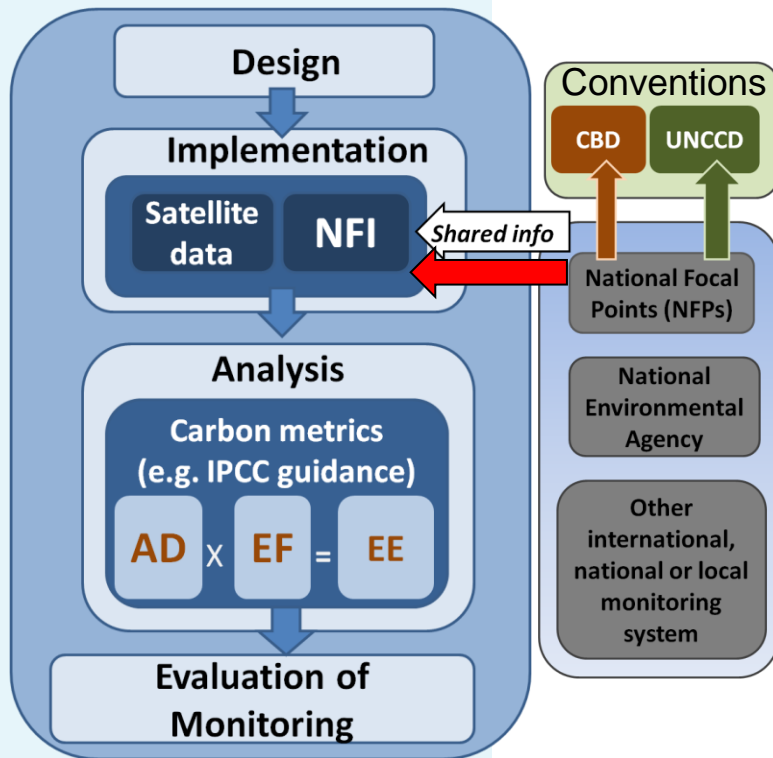 Design
Implementation
Satellite
data
NFI
Shared info
Analysis
Carbon metrics
(e.g. IPCC guidance)
AD X EF = EE
Evaluation of
Monitoring
Conventions
CBD
UNCCD
National Focal
Points (NFPs)
National
Environmental
Agency
Other
international,
national or local
monitoring
system